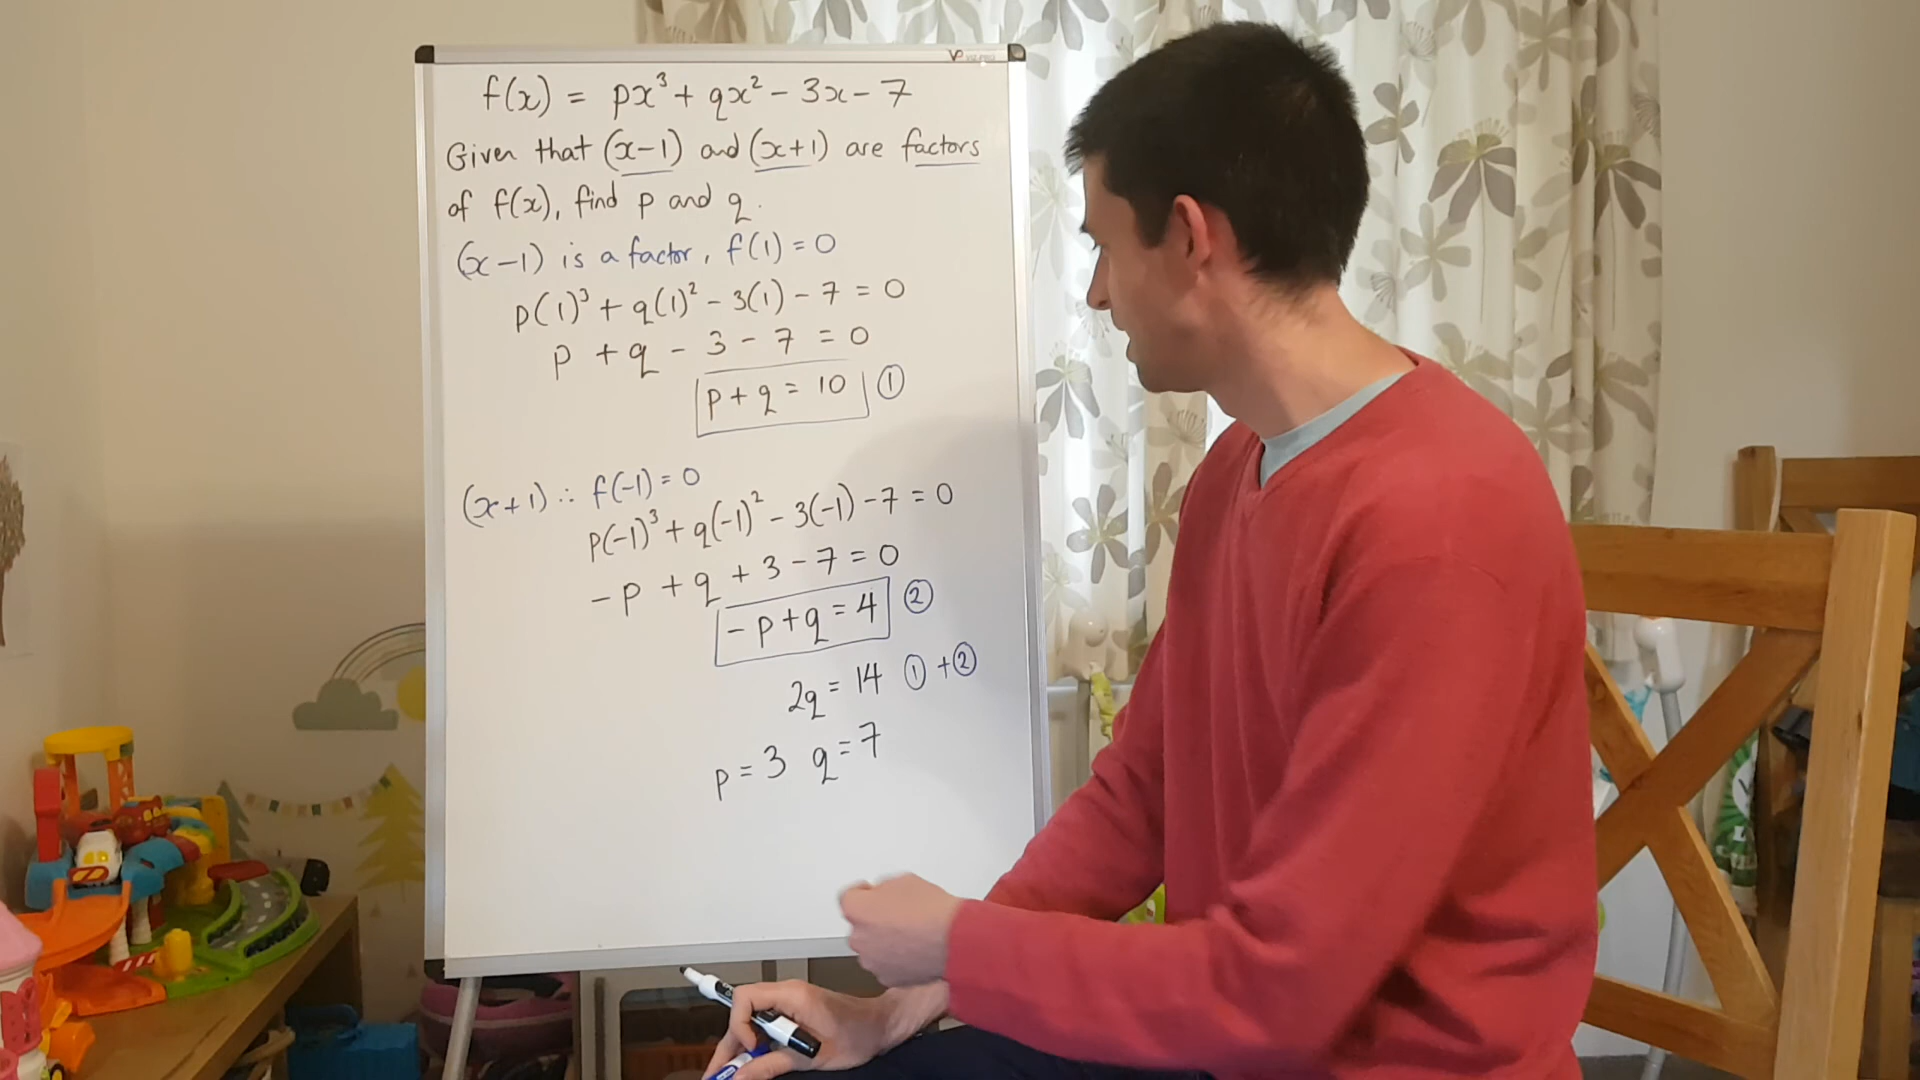 f(x) = px³ + qx² - 3x - 7
Given that (x-1) and (x+1) are factors
of f(x), find p and q.
(x-1) is a factor, f(1) = 0
p(1)³ + q(1)² - 3(1) - 7 = 0
p + q - 3 - 7 = 0
p + q = 10 ①
(x+1) ∴ f(-1) = 0
p(-1)³ + q(-1)² - 3(-1) - 7 = 0
-p + q + 3 - 7 = 0
-p + q = 4 ②
2q = 14 ① + ②
p = 3 q = 7